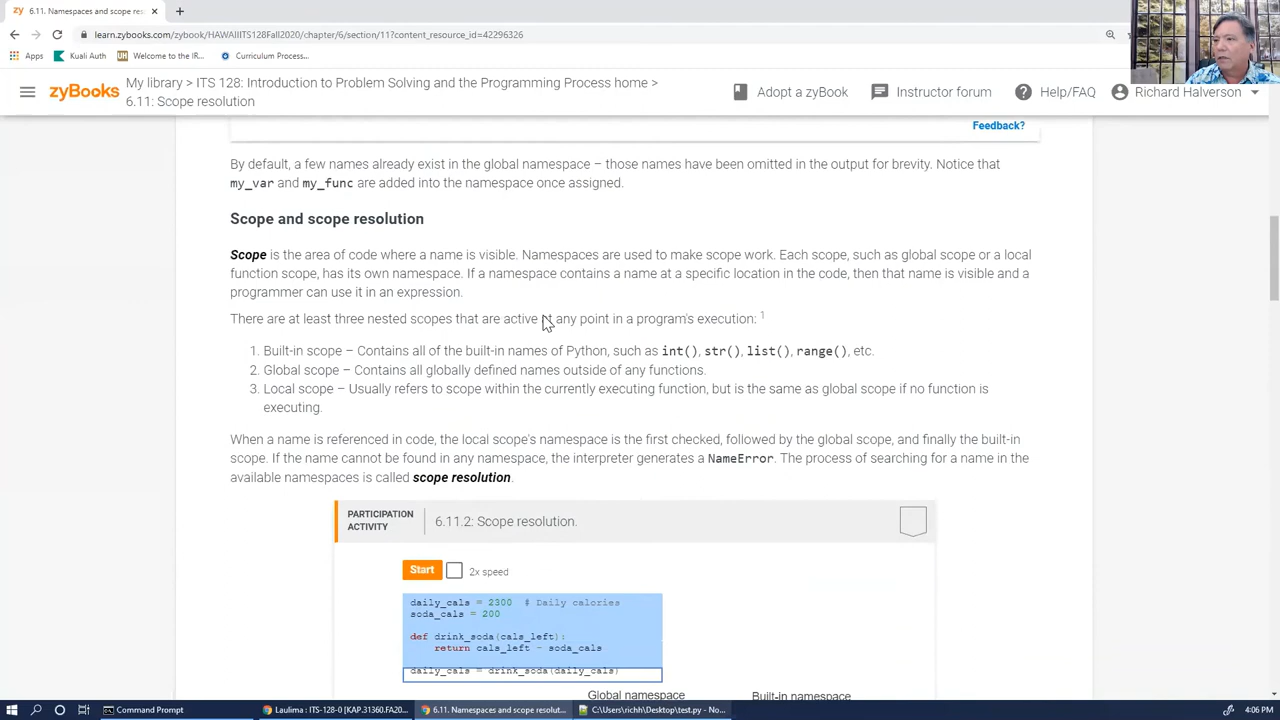 zy 6.11. Namespaces and scope res
learn.zybooks.com/zybook/HAWAIIITS128Fall2020/chapter/6/section/11?content_resource_id=42296326
Apps Kuali Auth Welcome to the IR... Curriculum Process...
zyBooks
My library > ITS 128: Introduction to Problem Solving and the Programming Process home >
6.11: Scope resolution
Adopt a zyBook Instructor forum Help/FAQ Richard Halverson
Feedback?
By default, a few names already exist in the global namespace – those names have been omitted in the output for brevity. Notice that
my_var and my_func are added into the namespace once assigned.
Scope and scope resolution
Scope is the area of code where a name is visible. Namespaces are used to make scope work. Each scope, such as global scope or a local
function scope, has its own namespace. If a namespace contains a name at a specific location in the code, then that name is visible and a
programmer can use it in an expression.
There are at least three nested scopes that are active at any point in a program's execution: 1
1. Built-in scope – Contains all of the built-in names of Python, such as int(), str(), list(), range(), etc.
2. Global scope – Contains all globally defined names outside of any functions.
3. Local scope – Usually refers to scope within the currently executing function, but is the same as global scope if no function is
executing.
When a name is referenced in code, the local scope's namespace is the first checked, followed by the global scope, and finally the built-in
scope. If the name cannot be found in any namespace, the interpreter generates a NameError. The process of searching for a name in the
available namespaces is called scope resolution.
PARTICIPATION
ACTIVITY
6.11.2: Scope resolution.
Start 2x speed
daily_cals = 2300 # Daily calories
soda_cals = 200
def drink_soda(cals_left):
return cals_left - soda_cals
daily_cals = drink_soda(daily_cals)
Global namespace Built-in namespace
Command Prompt Laulima : ITS-128-0 [KAP.31360.FA20... 6.11. Namespaces and scope resolut... C:\Users\richh\Desktop\test.py - No... 4:06 PM